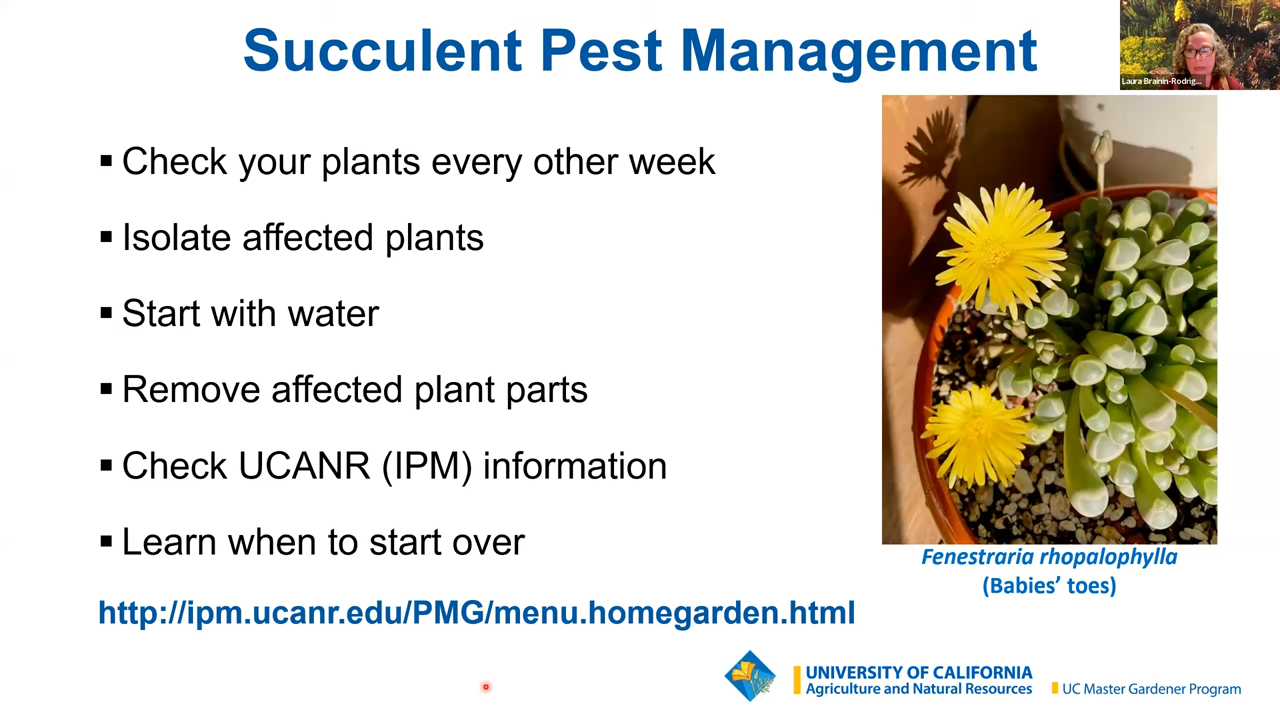 Succulent Pest Management
Laura Brainin-Rodrig...
▪ Check your plants every other week
▪ Isolate affected plants
▪ Start with water
▪ Remove affected plant parts
▪ Check UCANR (IPM) information
▪ Learn when to start over
http://ipm.ucanr.edu/PMG/menu.homegarden.html
Fenestraria rhopalophylla
(Babies’ toes)
UNIVERSITY OF CALIFORNIA
Agriculture and Natural Resources
UC Master Gardener Program